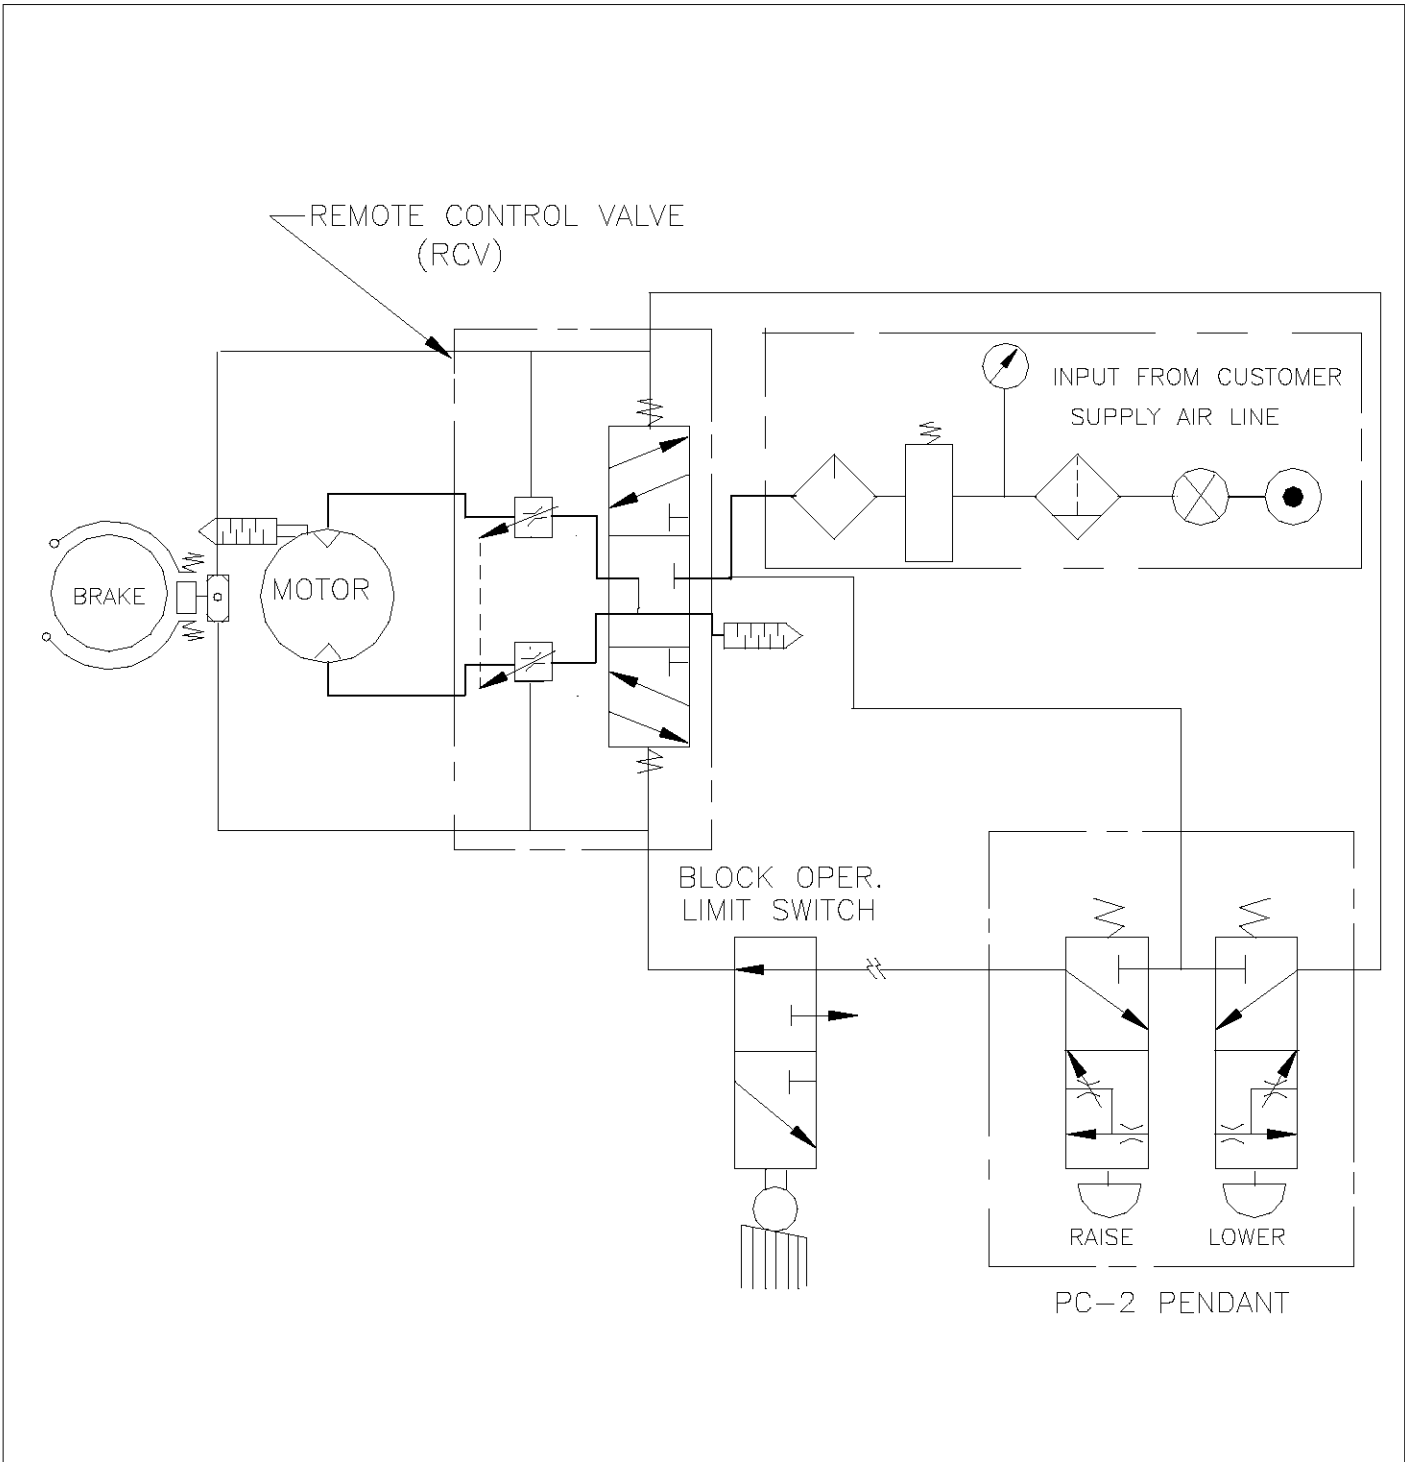 REMOTE CONTROL VALVE
(RCV)
INPUT FROM CUSTOMER
SUPPLY AIR LINE
BRAKE
MOTOR
BLOCK OPER.
LIMIT SWITCH
RAISE
LOWER
PC-2 PENDANT